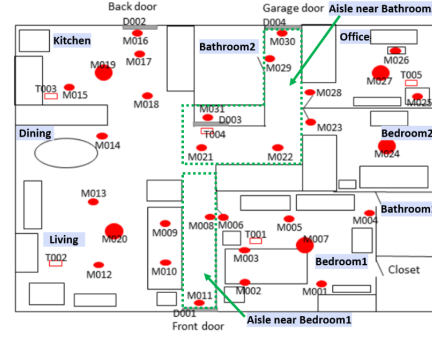 Back door
Garage door
Aisle near Bathroom
D002
D004
M016
M030
Kitchen
Bathroom2
Office
M017
M029
M026
M019
M027
T005
T003
M015
M018
M028
M025
M031
D003
M023
Dining
T004
Bedroom2
M014
M021
M022
M024
M013
Bathroom
M008
M006
M005
M004
M009
Living
M020
T001
M007
M003
T002
M012
M010
Bedroom1
Closet
M002
M001
M011
D001
Front door
Aisle near Bedroom1